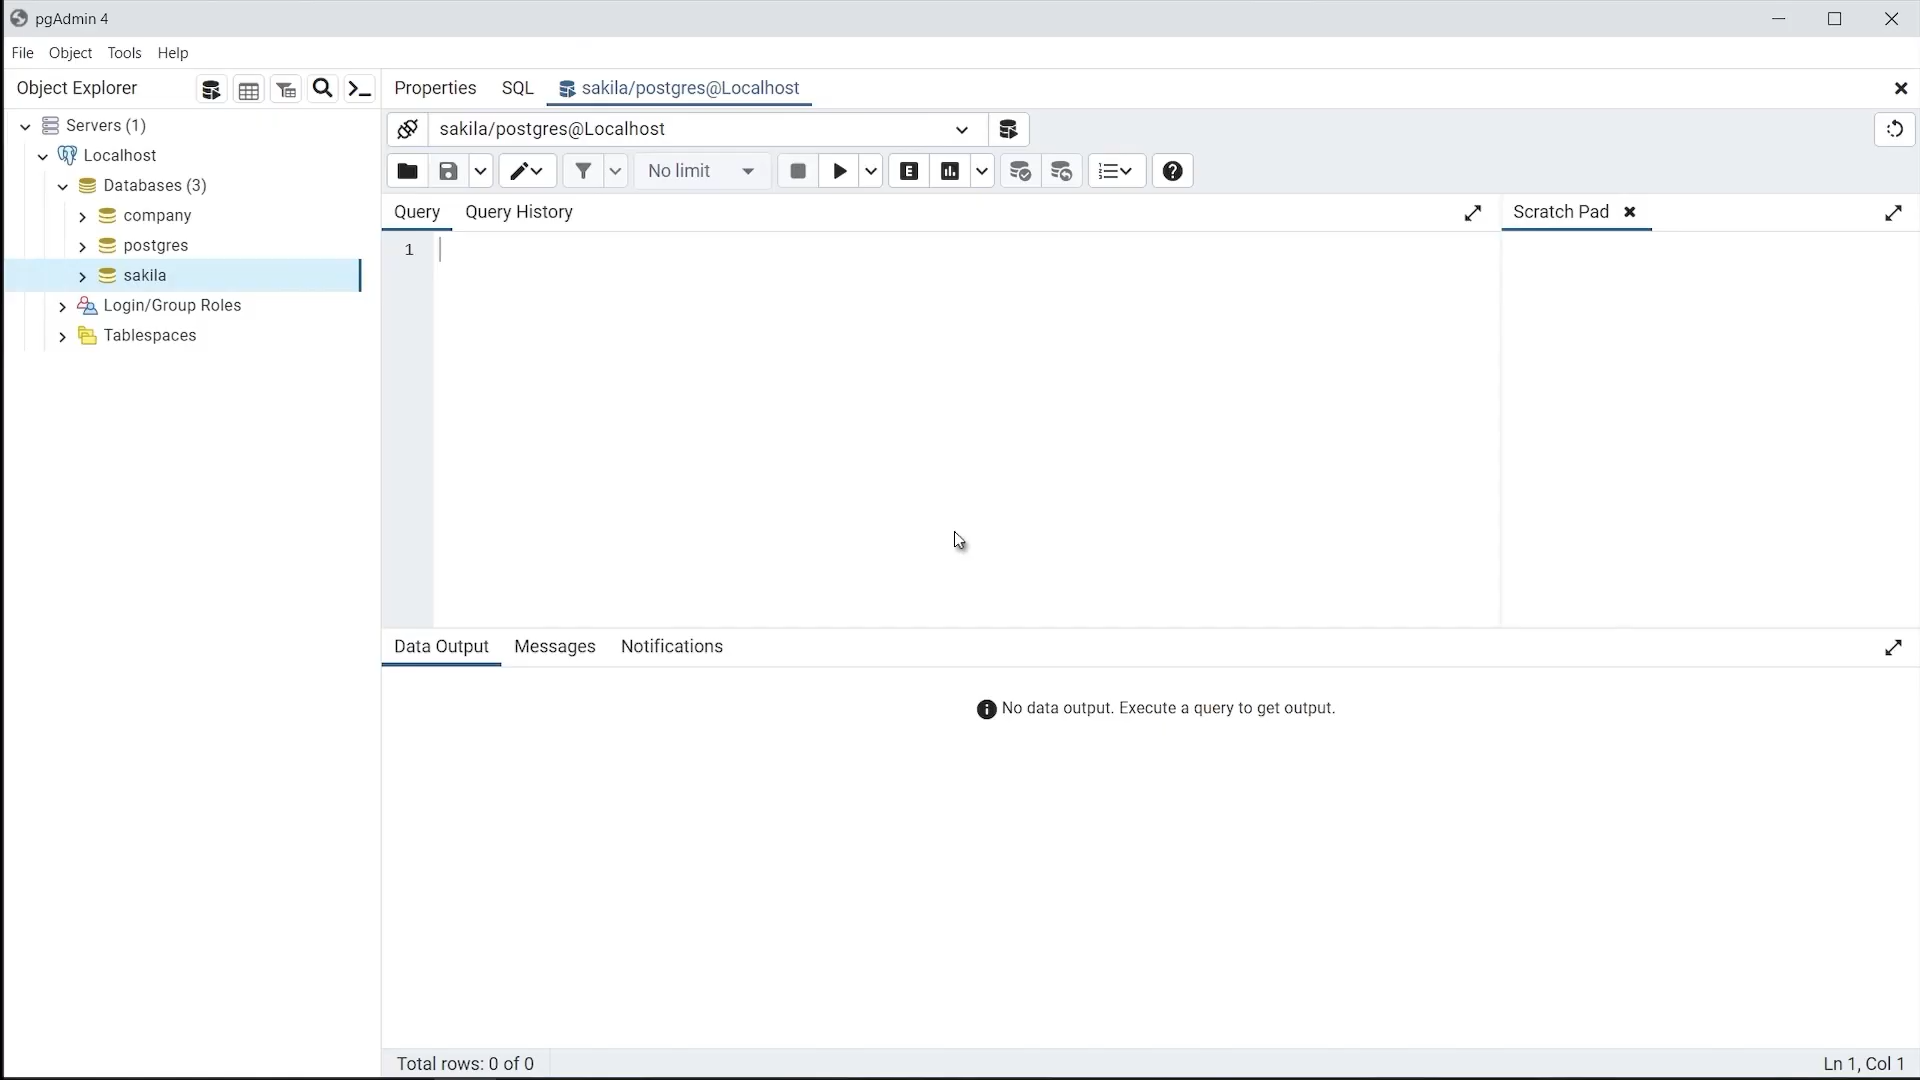 pgAdmin 4
File Object Tools Help
Object Explorer
Properties SQL sakila/postgres@Localhost
Servers (1)
sakila/postgres@Localhost
Localhost
No limit
E
Databases (3)
company
postgres
sakila
Login/Group Roles
Tablespaces
Query Query History
Scratch Pad
1
Data Output Messages Notifications
No data output. Execute a query to get output.
Total rows: 0 of 0
Ln 1, Col 1